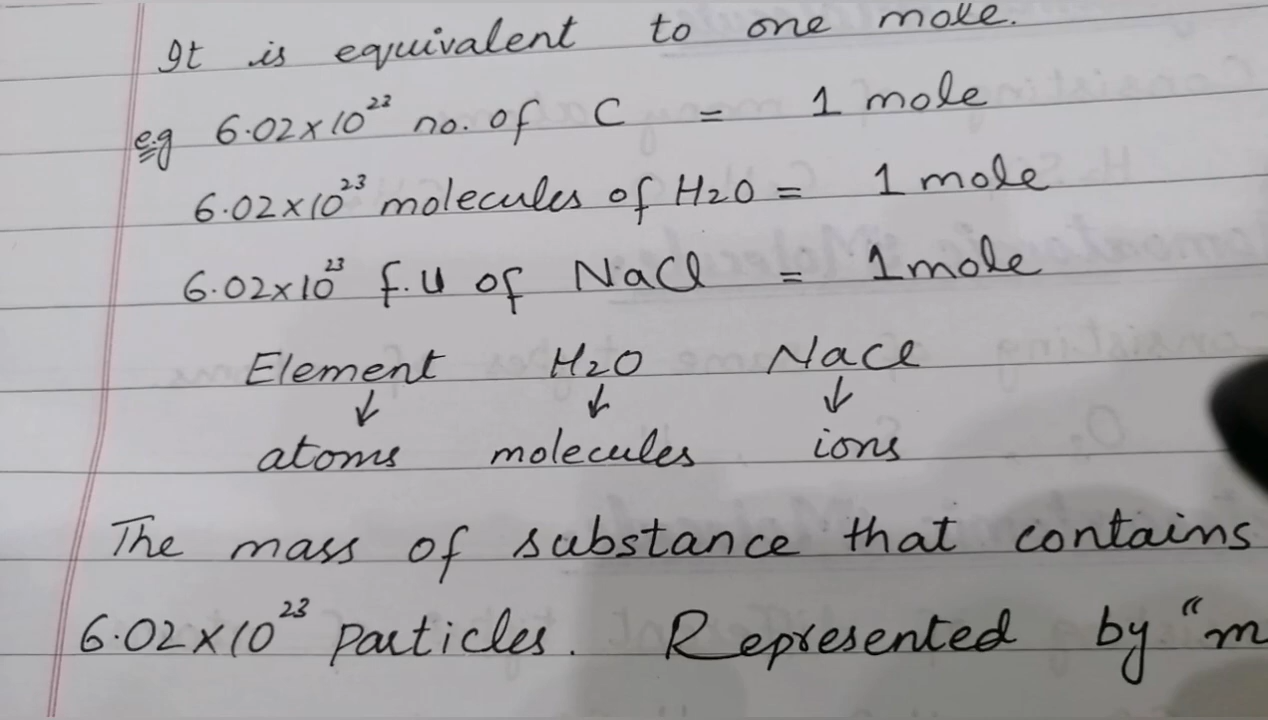 It is equivalent to one mole.
e.g 6.02x10²³ no. of C = 1 mole
6.02x10²³ molecules of H2O = 1 mole
6.02x10²³ f.u of NaCl = 1 mole
Element H2O NaCl
↓ ↓ ↓
atoms molecules ions
The mass of substance that contains
6.02x10²³ particles. Represented by "m